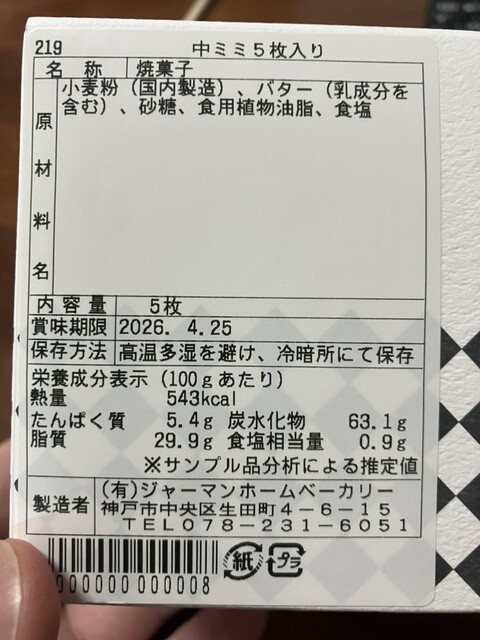 219
中ミミ５枚入り
名 称 焼菓子
原材料名
小麦粉（国内製造）、バター（乳成分を
含む）、砂糖、食用植物油脂、食塩
内容量 5枚
賞味期限 2026. 4.25
保存方法 高温多湿を避け、冷暗所にて保存
栄養成分表示（100ｇあたり）
熱量 543kcal
たんぱく質 5.4ｇ 炭水化物 63.1ｇ
脂質 29.9ｇ 食塩相当量 0.9ｇ
※サンプル品分析による推定値
製造者
(有)ジャーマンホームベーカリー
神戸市中央区生田町４－６－15
ＴＥＬ078－231－6051
000000 000008
紙 プラ